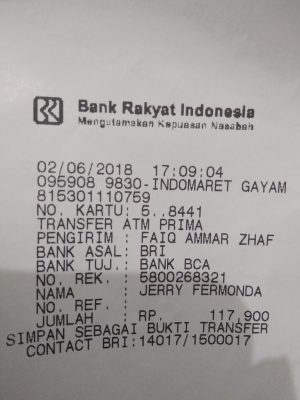 Bank Rakyat Indonesia
Mengutamakan Kepuasan Nasabah
02/06/2018 17:09:04
095908 9830-INDOMARET GAYAM
815301110759
NO. KARTU: 5..8441
TRANSFER ATM PRIMA
PENGIRIM : FAIQ AMMAR ZHAF
BANK ASAL: BRI
BANK TUJ.: BANK BCA
NO. REK. : 5800268321
NAMA : JERRY FERMONDA
NO. REF. :
JUMLAH : RP. 117,900
SIMPAN SEBAGAI BUKTI TRANSFER
CONTACT BRI:14017/1500017